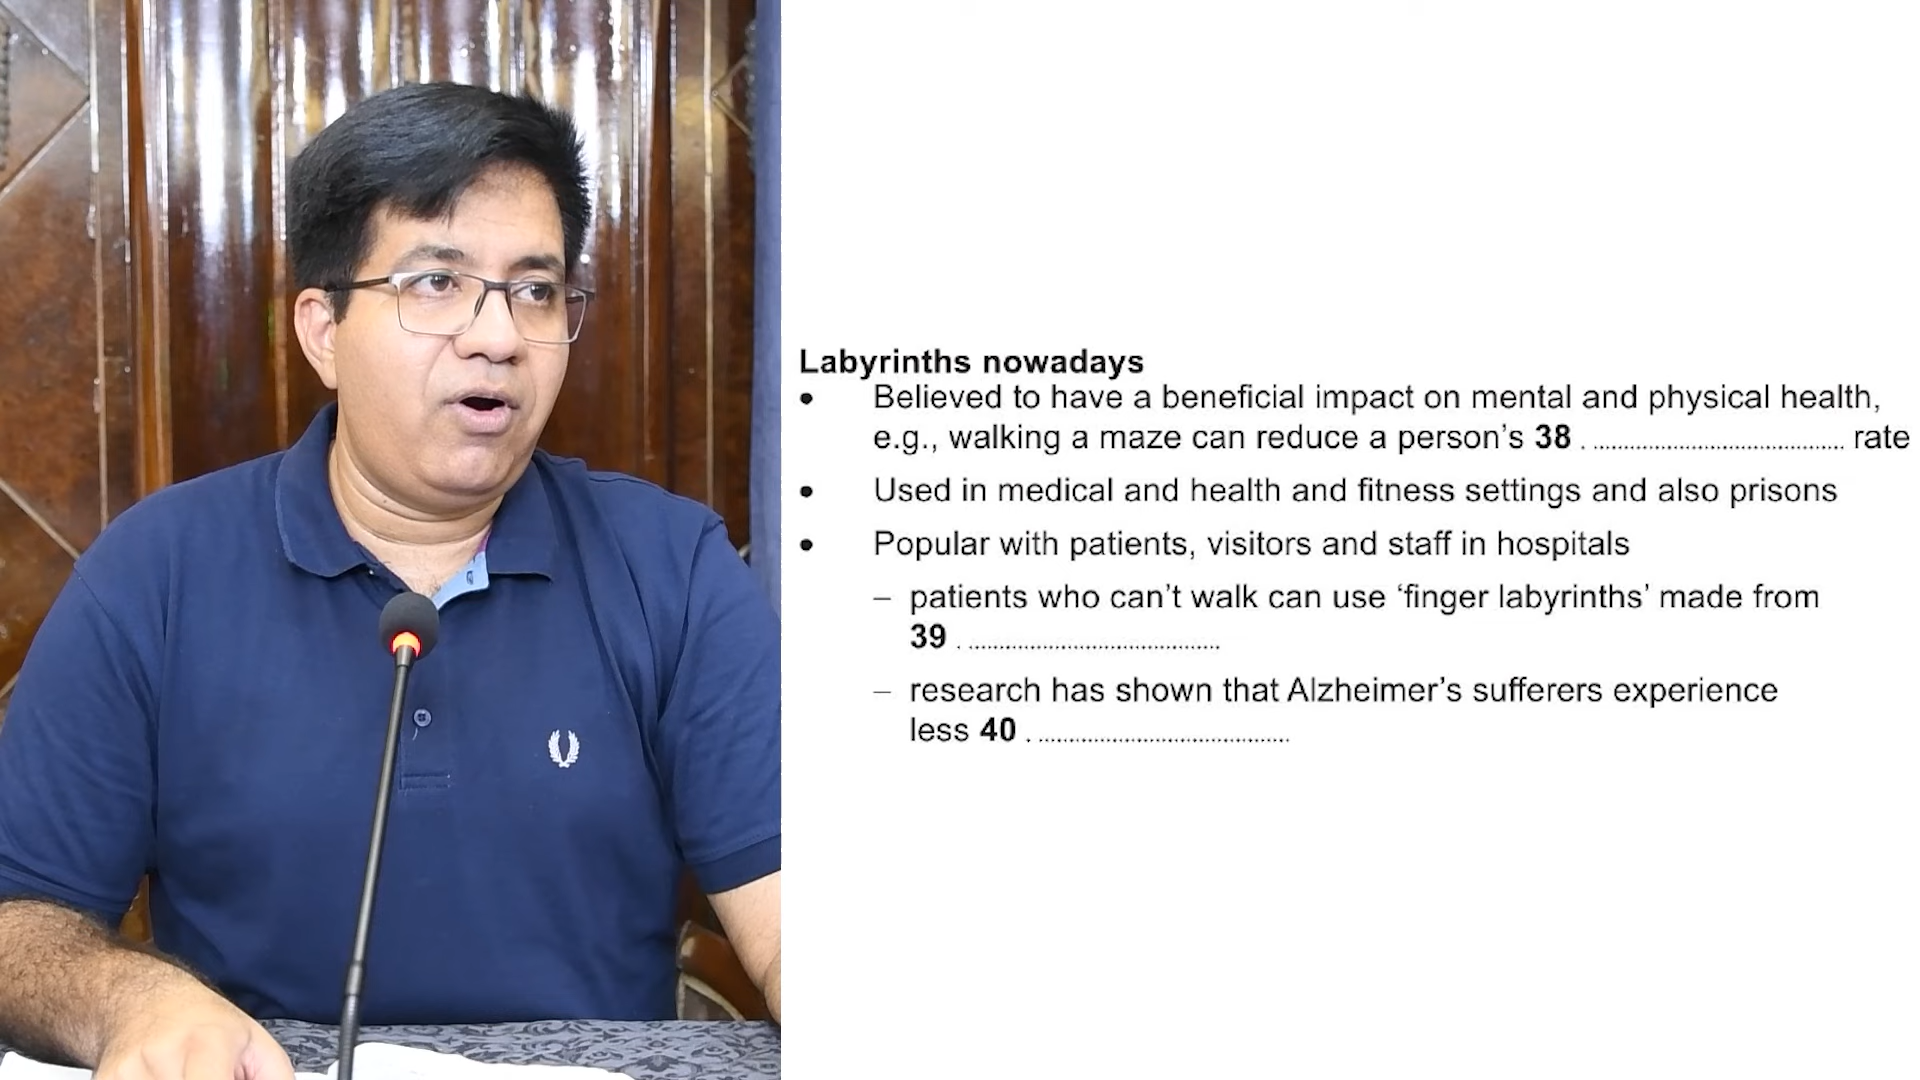 Labyrinths nowadays
• Believed to have a beneficial impact on mental and physical health,
e.g., walking a maze can reduce a person's 38 . .......................................... rate
• Used in medical and health and fitness settings and also prisons
• Popular with patients, visitors and staff in hospitals
– patients who can't walk can use ‘finger labyrinths’ made from
39 . ..........................................
– research has shown that Alzheimer's sufferers experience
less 40 . ..........................................